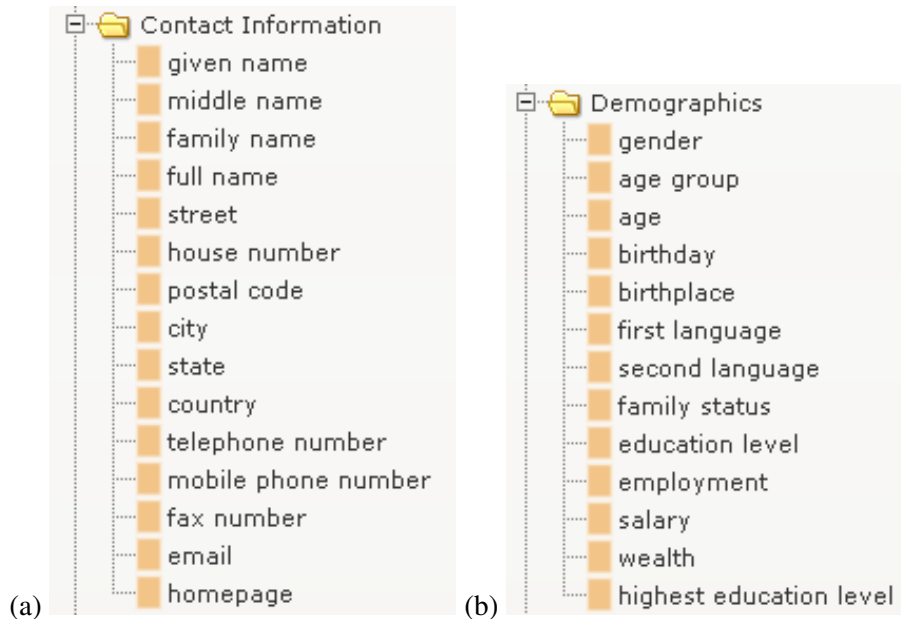 Contact Information
given name
middle name
family name
full name
street
house number
postal code
city
state
country
telephone number
mobile phone number
fax number
email
homepage
(a)
Demographics
gender
age group
age
birthday
birthplace
first language
second language
family status
education level
employment
salary
wealth
highest education level
(b)